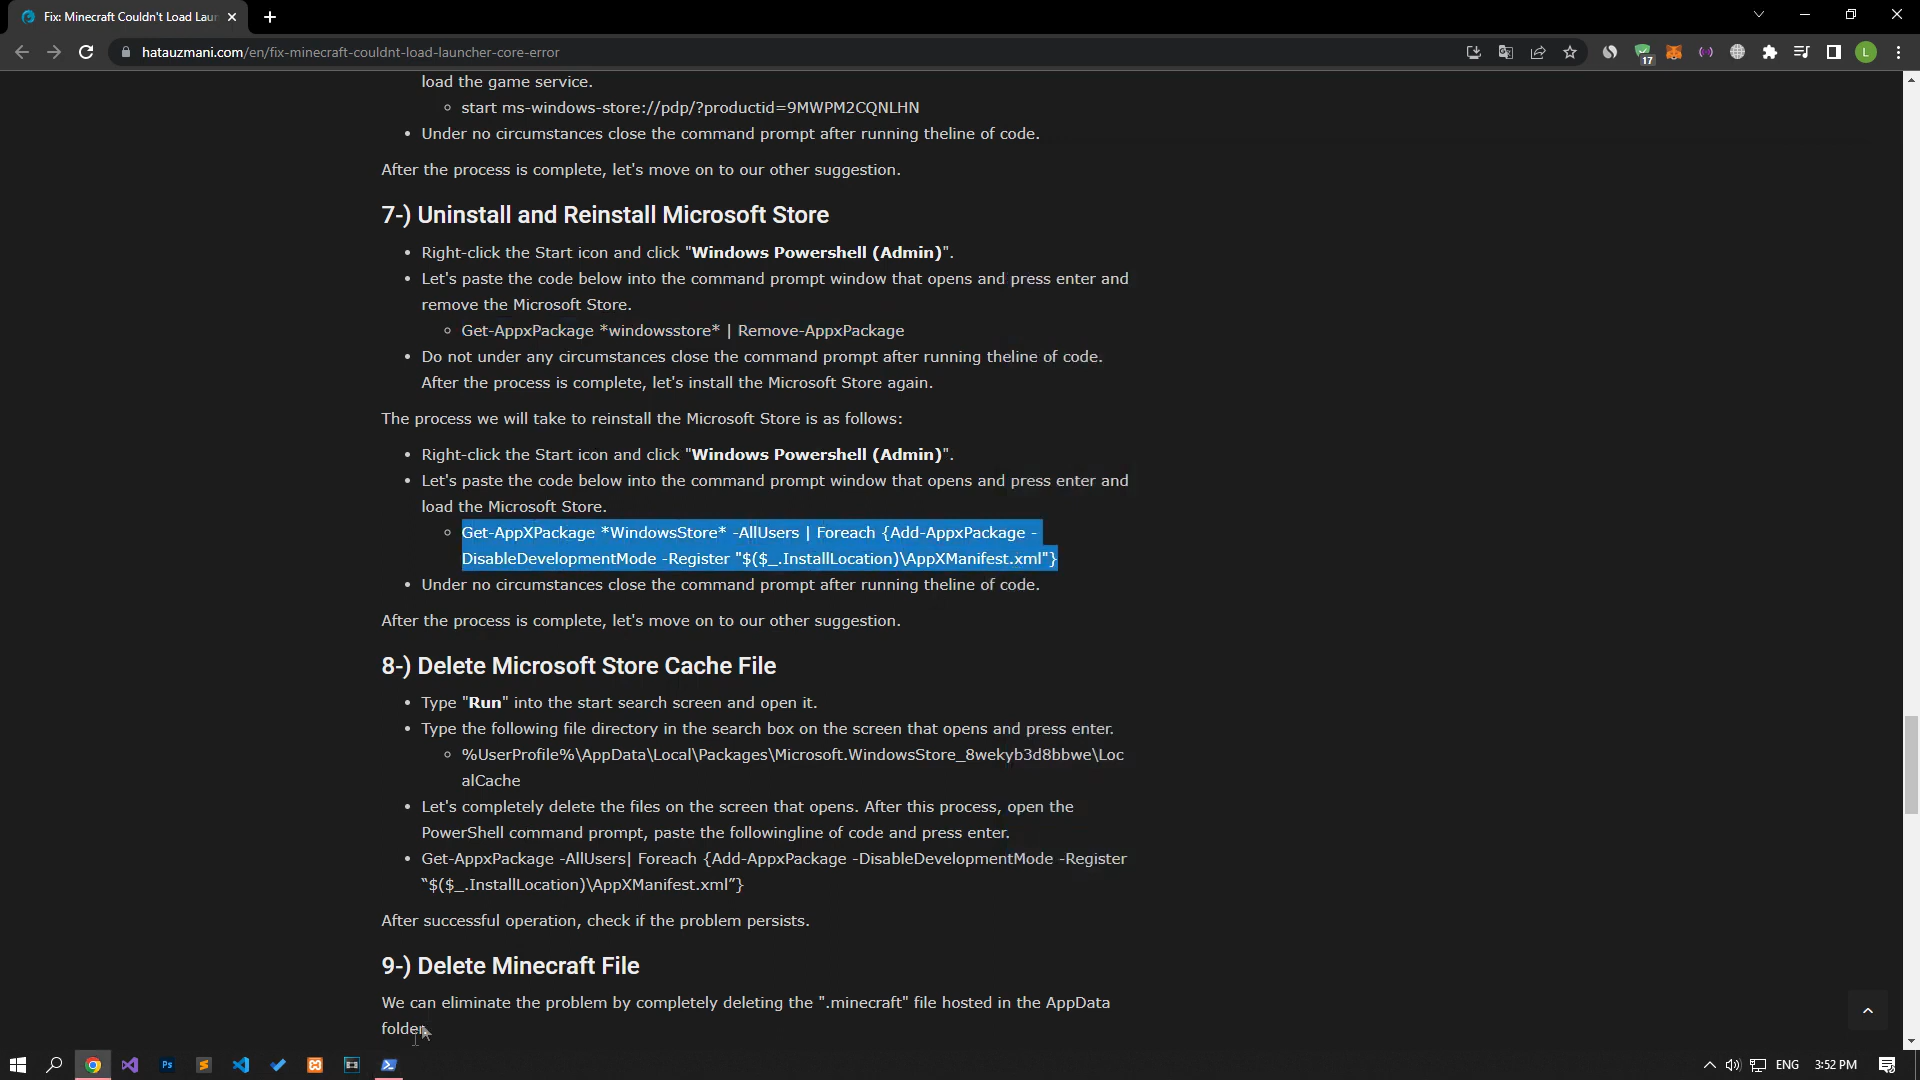 Fix: Minecraft Couldn't Load Laun
hatauzmani.com/en/fix-minecraft-couldnt-load-launcher-core-error
17
L
load the game service.
start ms-windows-store://pdp/?productid=9MWPM2CQNLHN
Under no circumstances close the command prompt after running theline of code.
After the process is complete, let's move on to our other suggestion.
7-) Uninstall and Reinstall Microsoft Store
Right-click the Start icon and click "Windows Powershell (Admin)".
Let's paste the code below into the command prompt window that opens and press enter and
remove the Microsoft Store.
Get-AppxPackage *windowsstore* | Remove-AppxPackage
Do not under any circumstances close the command prompt after running theline of code.
After the process is complete, let's install the Microsoft Store again.
The process we will take to reinstall the Microsoft Store is as follows:
Right-click the Start icon and click "Windows Powershell (Admin)".
Let's paste the code below into the command prompt window that opens and press enter and
load the Microsoft Store.
Get-AppXPackage *WindowsStore* -AllUsers | Foreach {Add-AppxPackage -
DisableDevelopmentMode -Register "$($_.InstallLocation)\AppXManifest.xml"}
Under no circumstances close the command prompt after running theline of code.
After the process is complete, let's move on to our other suggestion.
8-) Delete Microsoft Store Cache File
Type "Run" into the start search screen and open it.
Type the following file directory in the search box on the screen that opens and press enter.
%UserProfile%\AppData\Local\Packages\Microsoft.WindowsStore_8wekyb3d8bbwe\Loc
alCache
Let's completely delete the files on the screen that opens. After this process, open the
PowerShell command prompt, paste the followingline of code and press enter.
Get-AppxPackage -AllUsers| Foreach {Add-AppxPackage -DisableDevelopmentMode -Register
“$($_.InstallLocation)\AppXManifest.xml”}
After successful operation, check if the problem persists.
9-) Delete Minecraft File
We can eliminate the problem by completely deleting the ".minecraft" file hosted in the AppData
folder.
Ps
ENG
3:52 PM